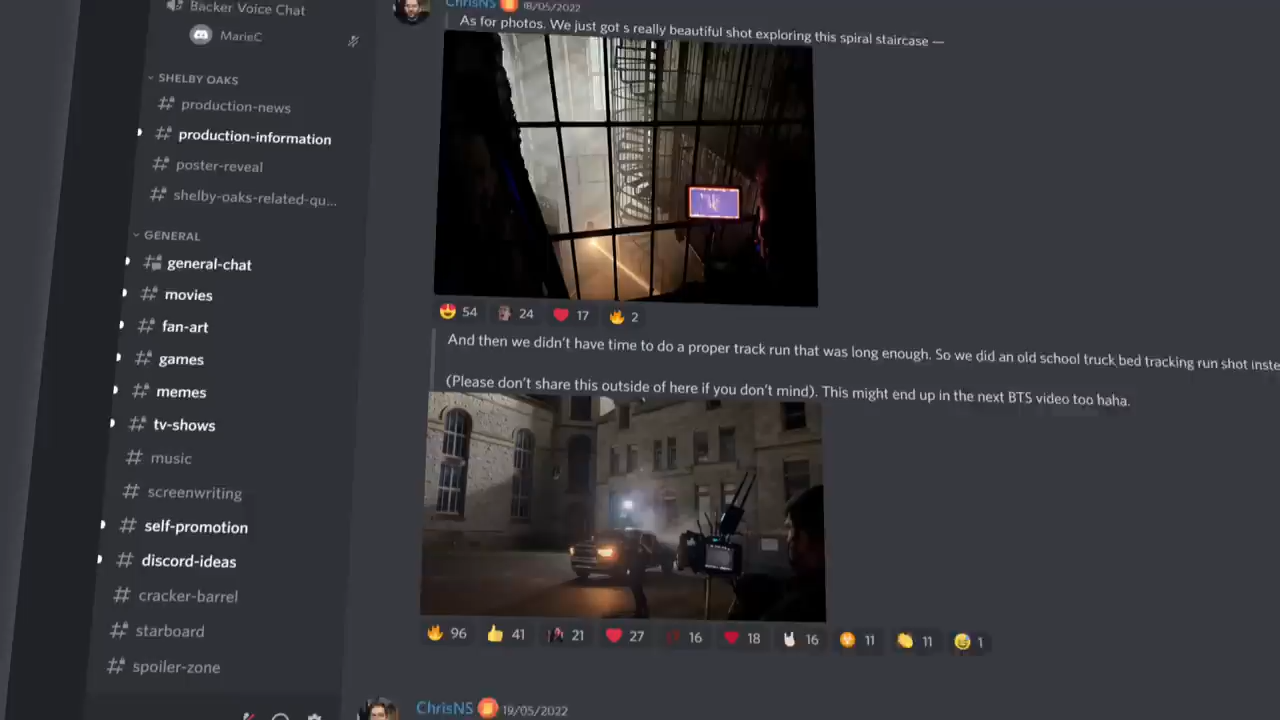 Backer Voice Chat
MarieC
SHELBY OAKS
production-news
production-information
poster-reveal
shelby-oaks-related-qu...
GENERAL
general-chat
movies
fan-art
games
memes
tv-shows
music
screenwriting
self-promotion
discord-ideas
cracker-barrel
starboard
spoiler-zone
ChrisNS 18/05/2022
As for photos. We just got s really beautiful shot exploring this spiral staircase —
54 24 17 2
And then we didn't have time to do a proper track run that was long enough. So we did an old school truck bed tracking run shot inste
(Please don't share this outside of here if you don't mind). This might end up in the next BTS video too haha.
96 41 21 27 16 18 16 11 11 1
ChrisNS 19/05/2022